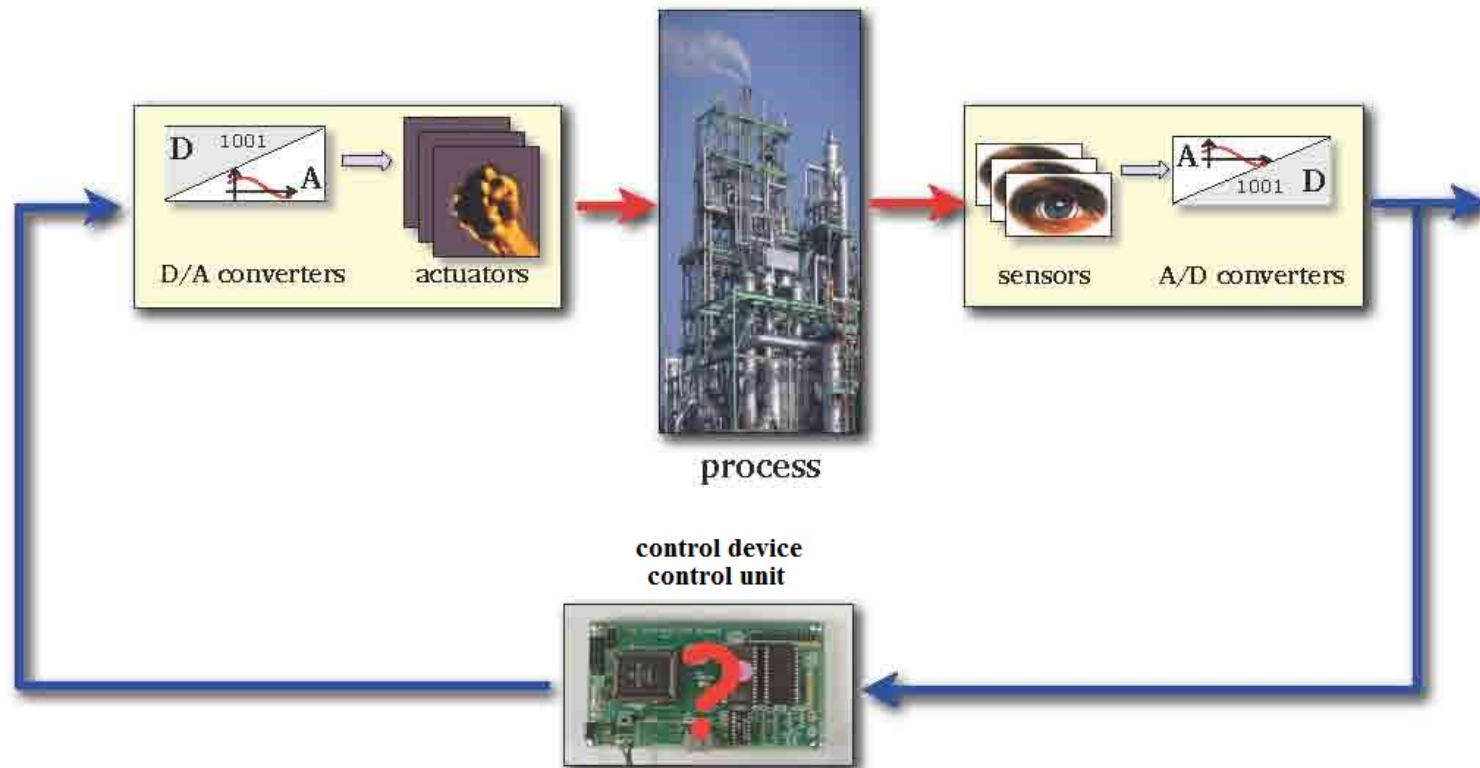 D 1001 A
D/A converters
actuators
process
A 1001 D
sensors
A/D converters
control device
control unit
?